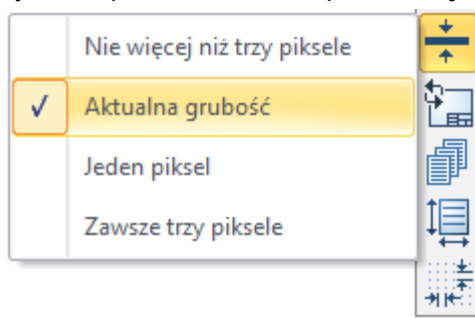 Nie więcej niż trzy piksele
Aktualna grubość
Jeden piksel
Zawsze trzy piksele